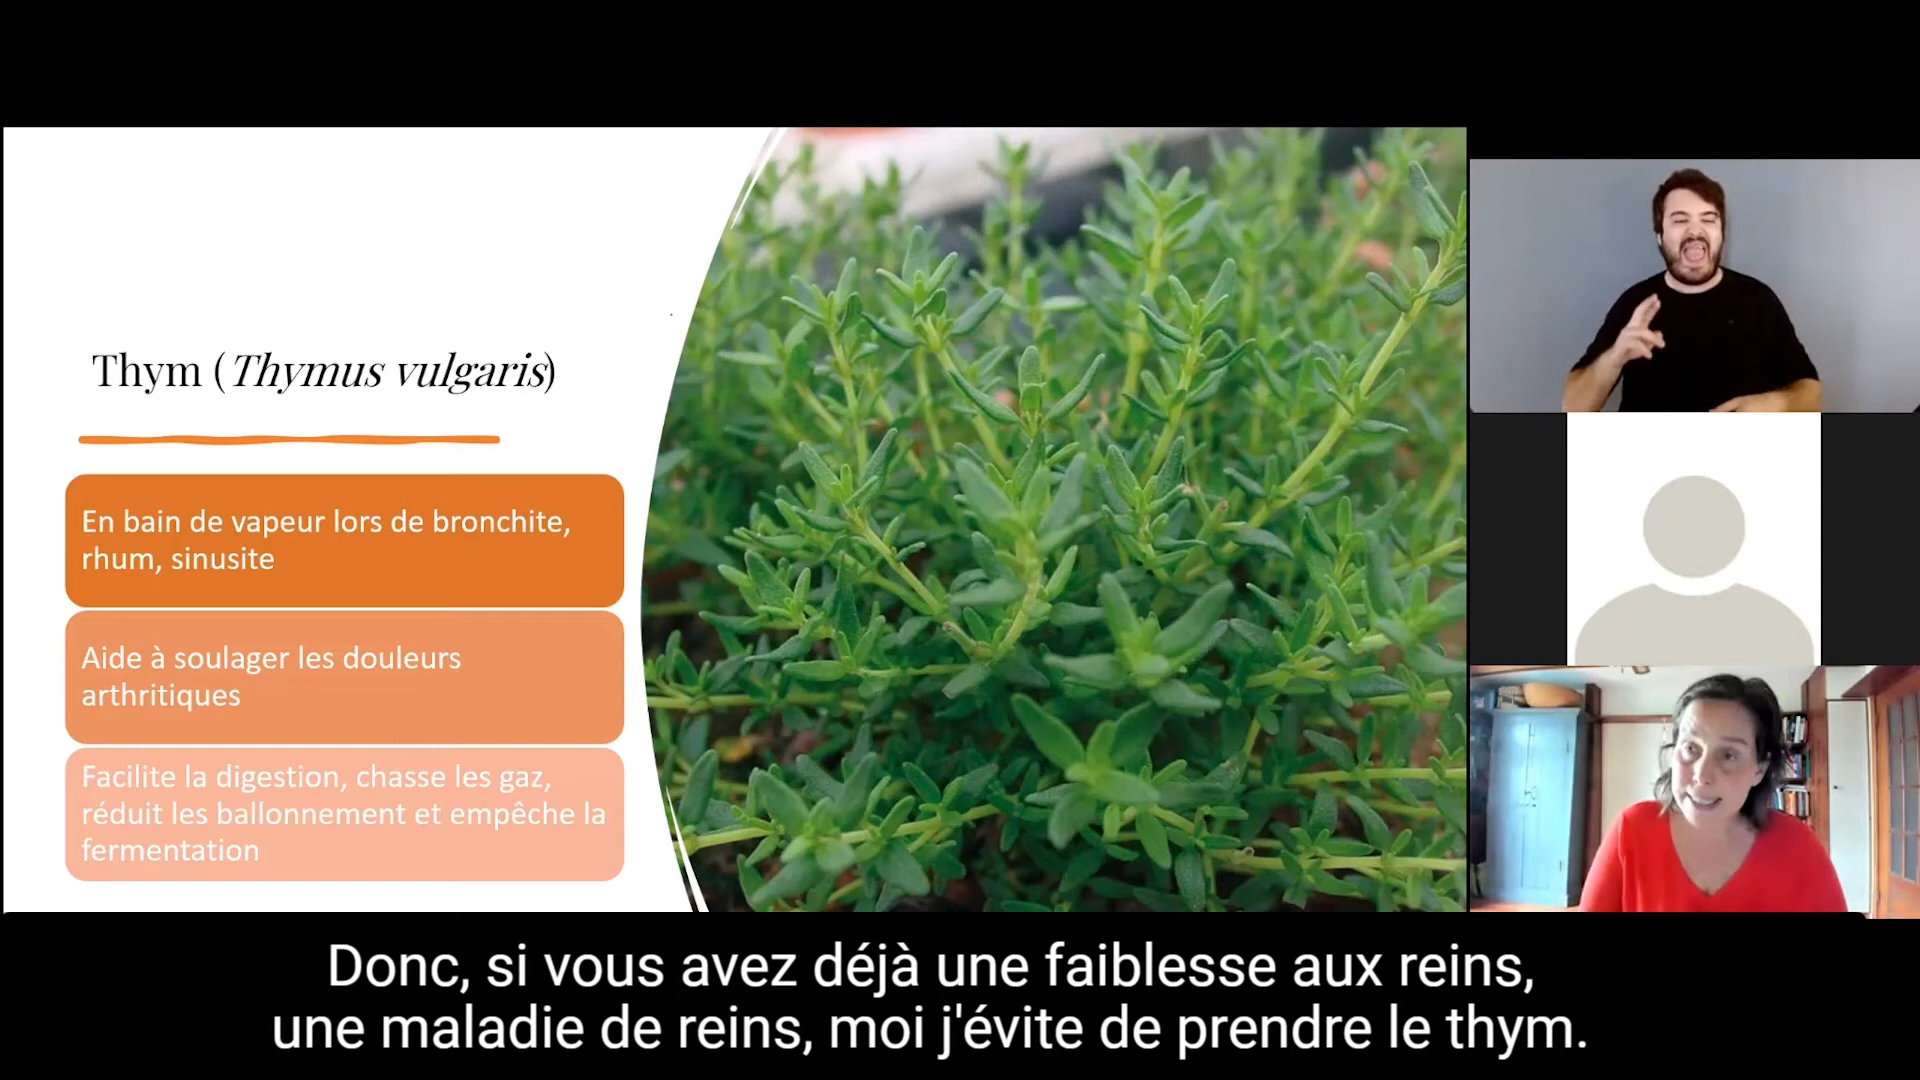 Thym (Thymus vulgaris)
En bain de vapeur lors de bronchite,
rhum, sinusite
Aide à soulager les douleurs
arthritiques
Facilite la digestion, chasse les gaz,
réduit les ballonnement et empêche la
fermentation
Donc, si vous avez déjà une faiblesse aux reins,
une maladie de reins, moi j'évite de prendre le thym.